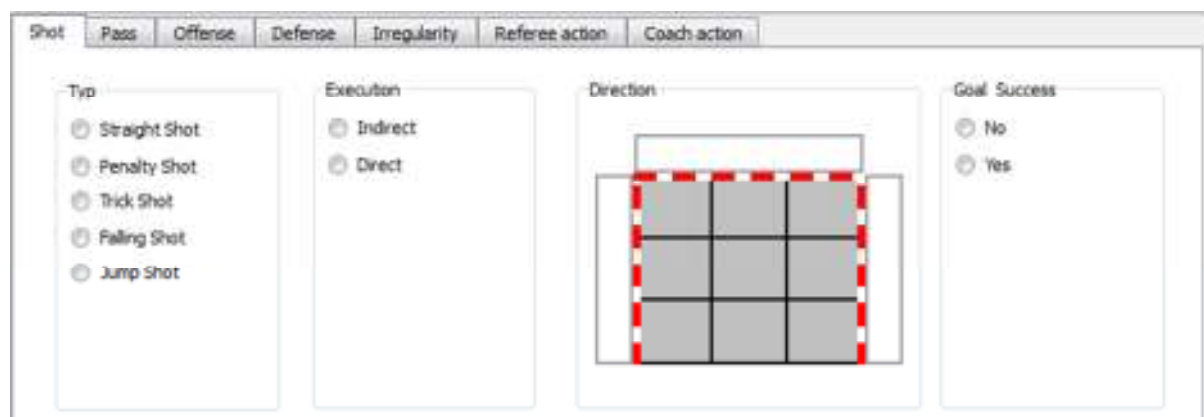 Shot Pass Offense Defense Irregularity Referee action Coach action
Typ
Straight Shot
Penalty Shot
Trick Shot
Falling Shot
Jump Shot
Execution
Indirect
Direct
Direction
Goal Success
No
Yes